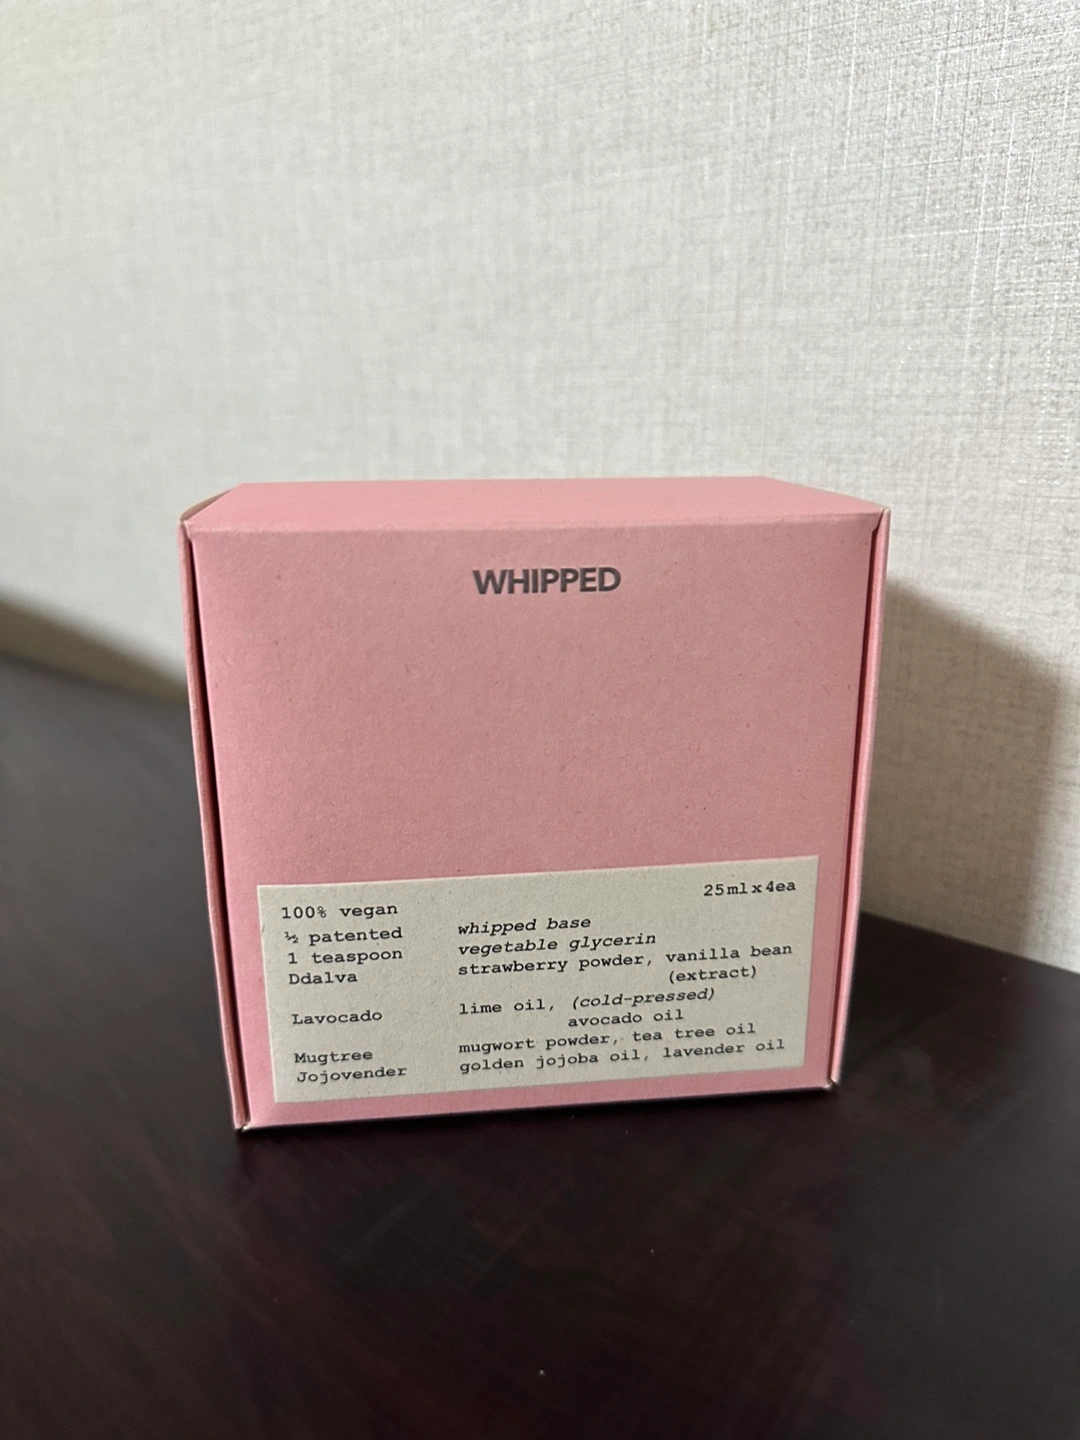 WHIPPED
25ml x 4ea
100% vegan
½ patented whipped base
1 teaspoon vegetable glycerin
Ddalva strawberry powder, vanilla bean
(extract)
Lavocado lime oil, (cold-pressed)
avocado oil
Mugtree mugwort powder, tea tree oil
Jojovender golden jojoba oil, lavender oil